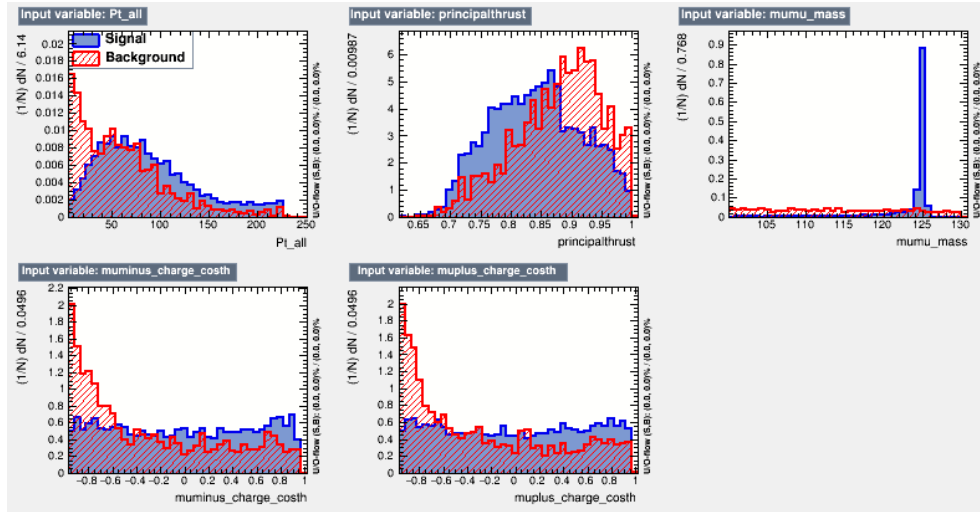 Input variable: Pt_all
Signal
Background
(1/N) dN / 6.14
0.02
0.018
0.016
0.014
0.012
0.01
0.008
0.006
0.004
0.002
0
50
100
150
200
250
Pt_all
U/O-flow (S,B): (0.0, 0.0)% / (0.0, 0.0)%
Input variable: principalthrust
(1/N) dN / 0.00987
7
6
5
4
3
2
1
0
0.65
0.7
0.75
0.8
0.85
0.9
0.95
1
principalthrust
U/O-flow (S,B): (0.0, 0.0)% / (0.0, 0.0)%
Input variable: mumu_mass
(1/N) dN / 0.768
0.9
0.8
0.7
0.6
0.5
0.4
0.3
0.2
0.1
0
105
110
115
120
125
130
mumu_mass
U/O-flow (S,B): (0.0, 0.0)% / (0.0, 0.0)%
Input variable: muminus_charge_costh
(1/N) dN / 0.0496
2.2
2
1.8
1.6
1.4
1.2
1
0.8
0.6
0.4
0.2
0
−0.8 −0.6 −0.4 −0.2 0 0.2 0.4 0.6 0.8 1
muminus_charge_costh
U/O-flow (S,B): (0.0, 0.0)% / (0.0, 0.0)%
Input variable: muplus_charge_costh
(1/N) dN / 0.0496
2
1.8
1.6
1.4
1.2
1
0.8
0.6
0.4
0.2
0
−0.8 −0.6 −0.4 −0.2 0 0.2 0.4 0.6 0.8 1
muplus_charge_costh
U/O-flow (S,B): (0.0, 0.0)% / (0.0, 0.0)%